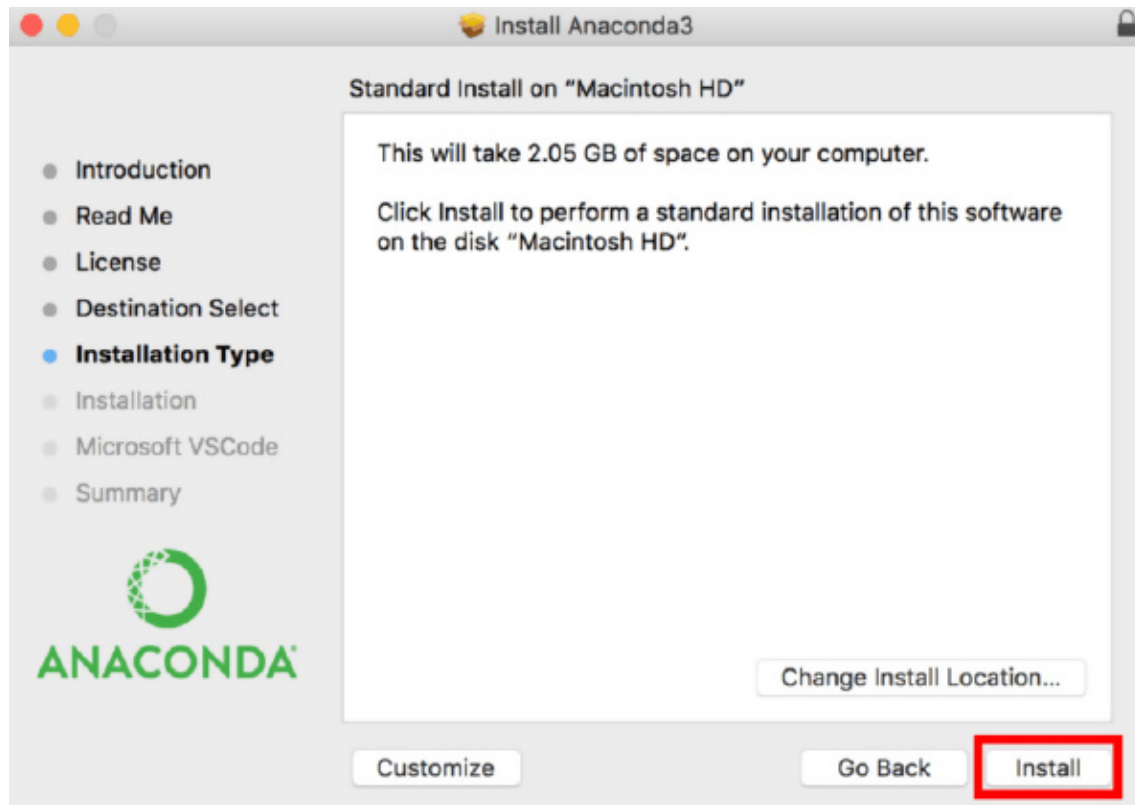 Install Anaconda3
Standard Install on “Macintosh HD”
Introduction
Read Me
License
Destination Select
Installation Type
Installation
Microsoft VSCode
Summary
ANACONDA
This will take 2.05 GB of space on your computer.
Click Install to perform a standard installation of this software
on the disk “Macintosh HD”.
Change Install Location...
Customize
Go Back
Install